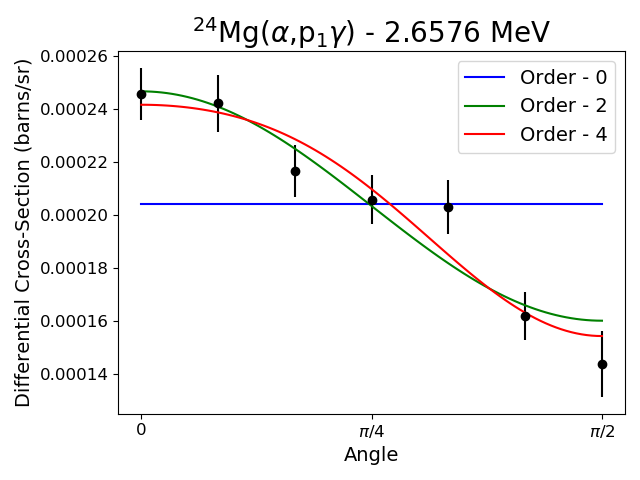 ²⁴Mg(α,p₁γ) - 2.6576 MeV
Differential Cross-Section (barns/sr)
0.00026
0.00024
0.00022
0.00020
0.00018
0.00016
0.00014
Order - 0
Order - 2
Order - 4
0
π/4
π/2
Angle